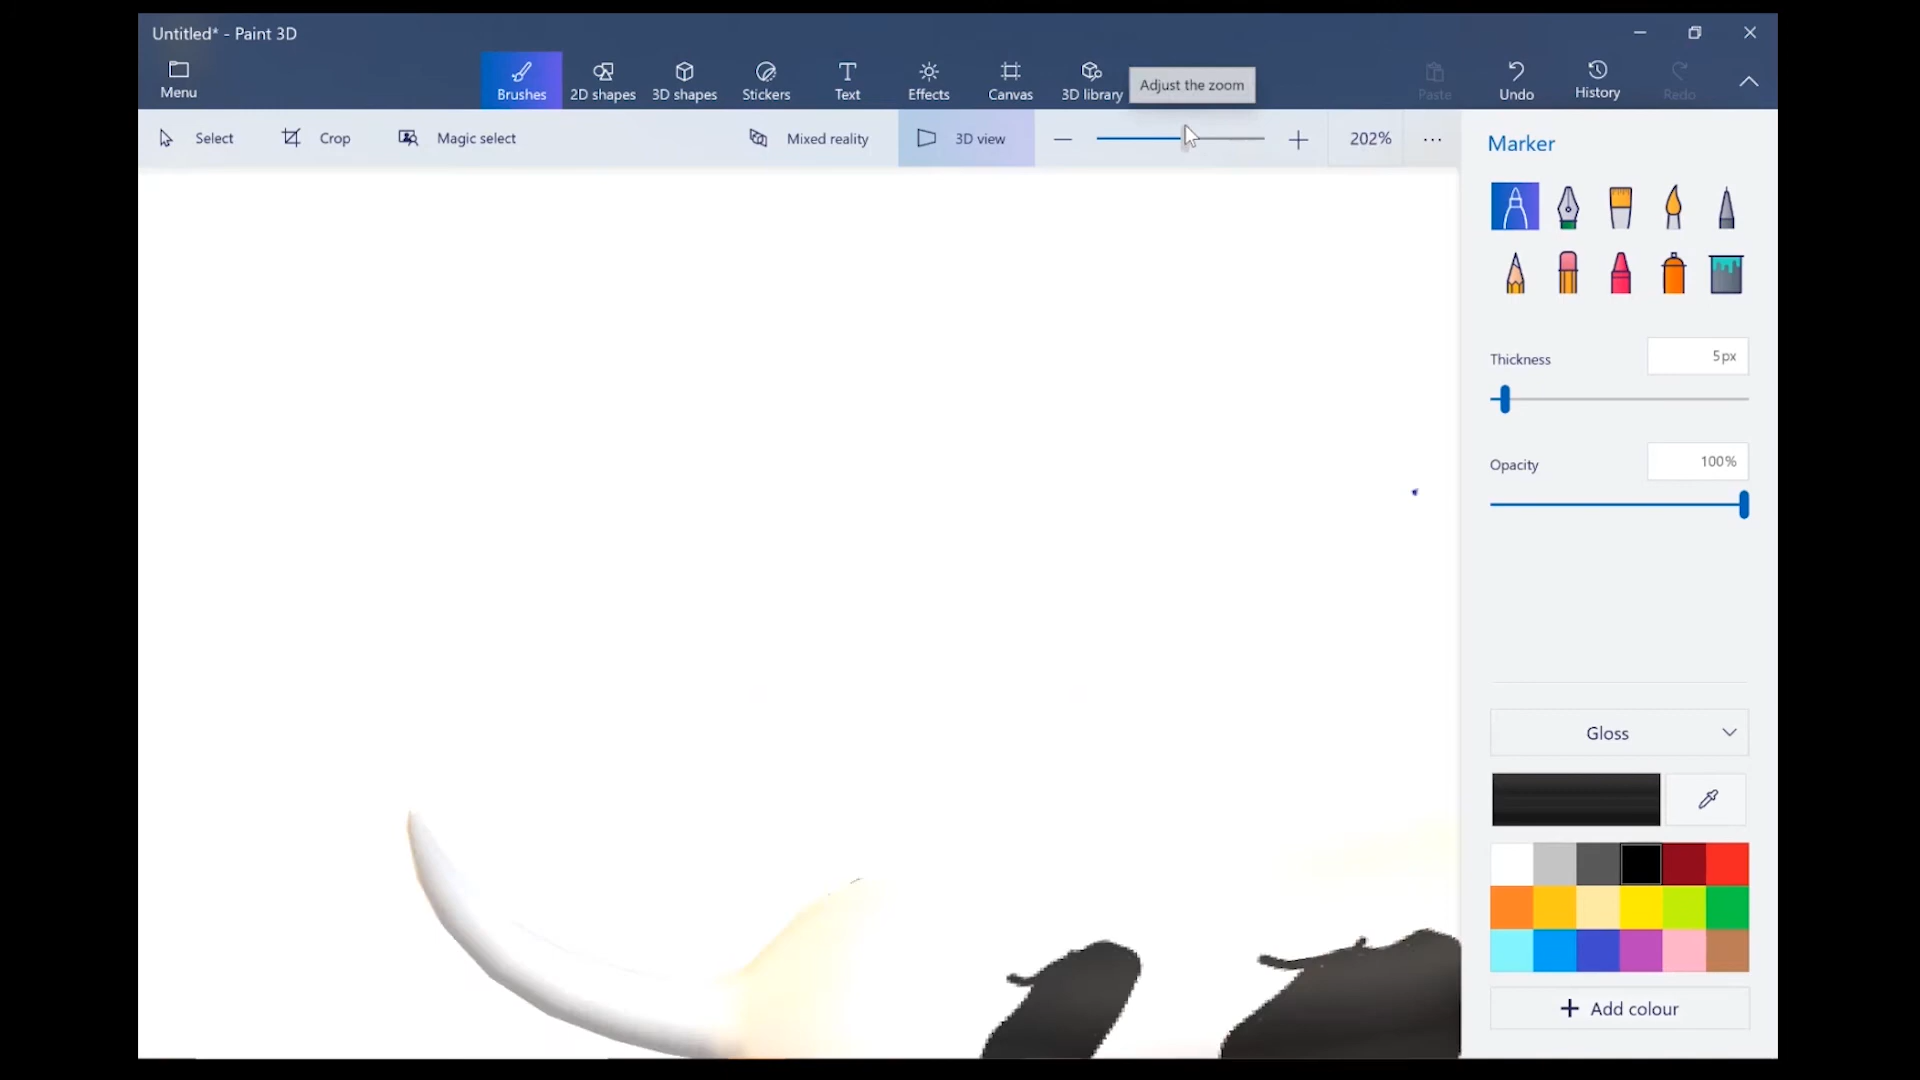 Untitled* - Paint 3D
Menu
Brushes
2D shapes
3D shapes
Stickers
Text
Effects
Canvas
3D library
Adjust the zoom
Paste
Undo
History
Redo
Select
Crop
Magic select
Mixed reality
3D view
202%
Marker
Thickness
5px
Opacity
100%
Gloss
Add colour